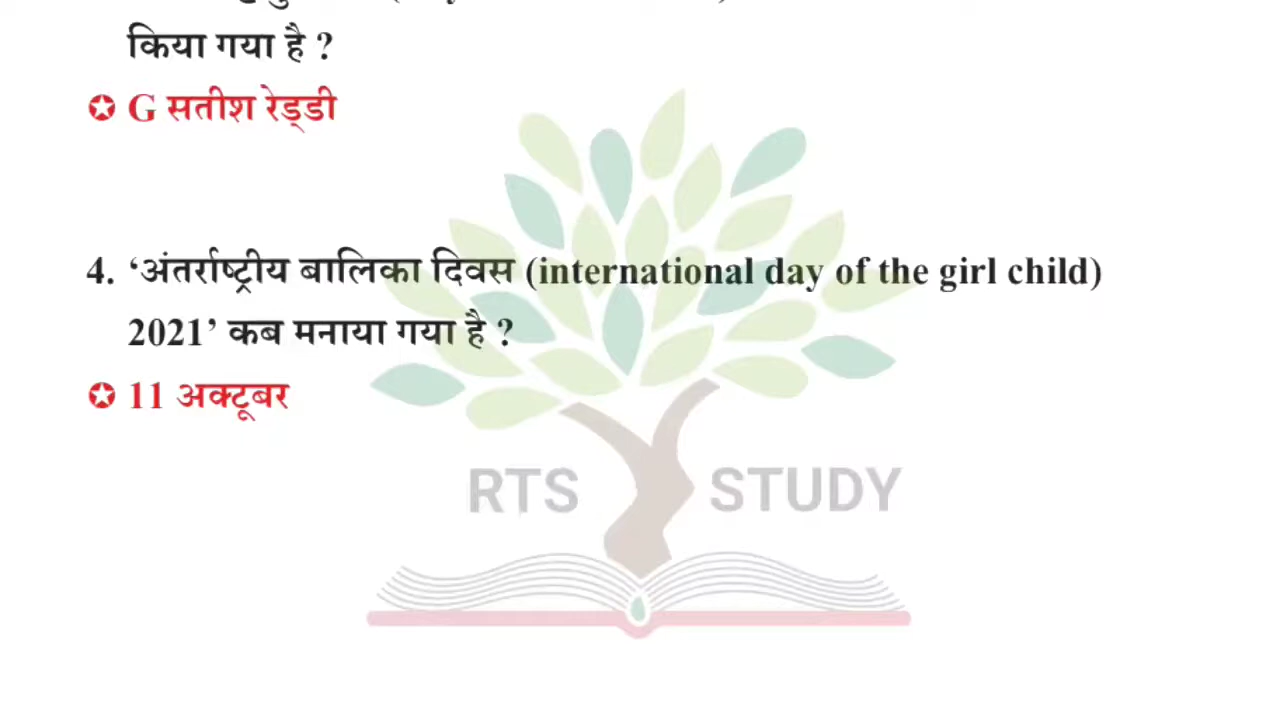 किया गया है ?
✪ G सतीश रेड्डी
4. ‘अंतर्राष्ट्रीय बालिका दिवस (international day of the girl child)
2021’ कब मनाया गया है ?
✪ 11 अक्टूबर
RTS STUDY